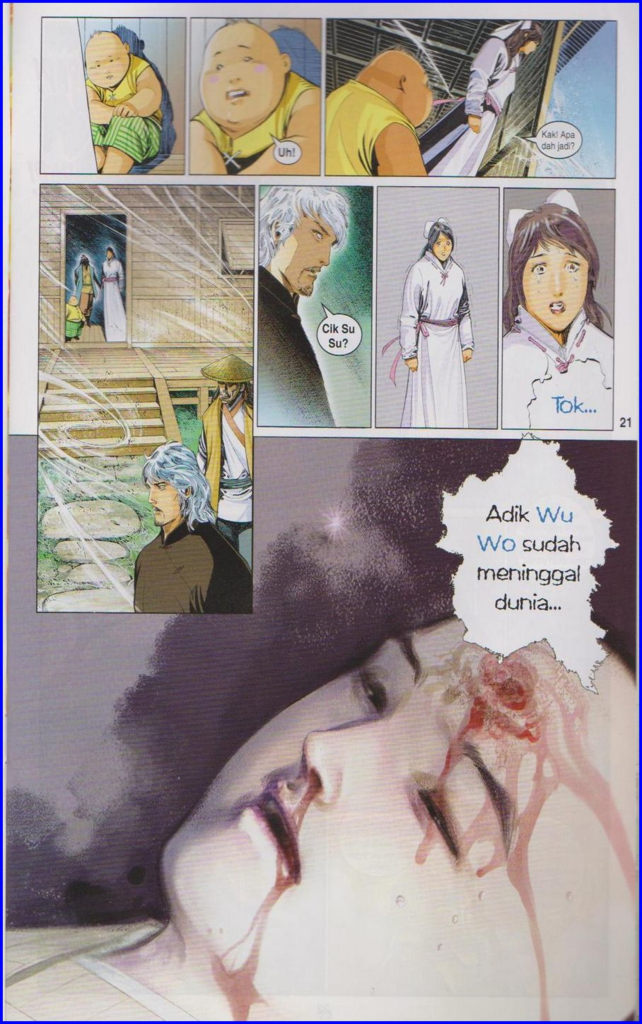 Uh!
Kak! Apa
dah jadi?
Cik Su
Su?
Tok...
21
Adik Wu
Wo sudah
meninggal
dunia...